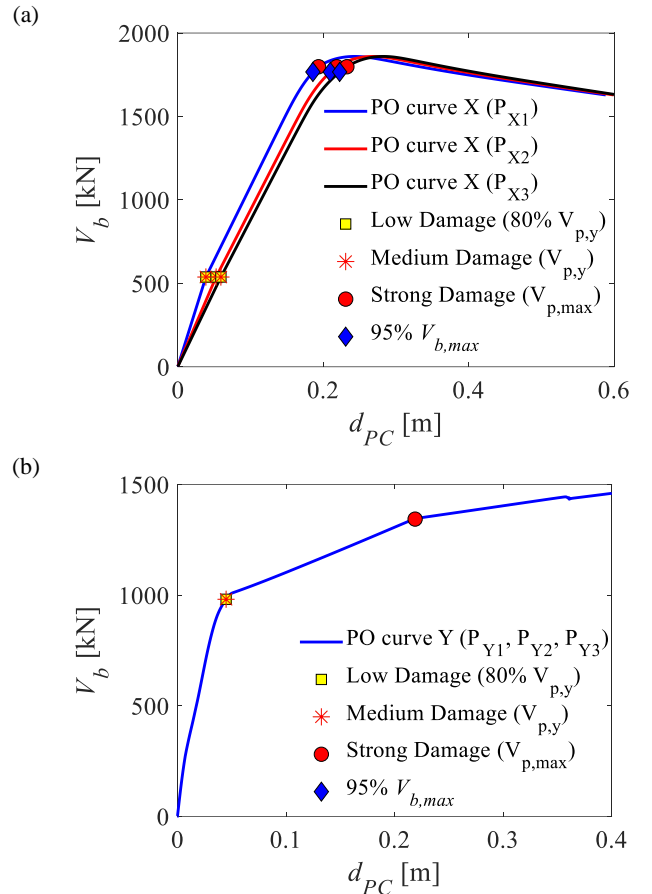 (a)
2000
1500
1000
500
0
V_b [kN]
PO curve X (P_X1)
PO curve X (P_X2)
PO curve X (P_X3)
Low Damage (80% V_p,y)
Medium Damage (V_p,y)
Strong Damage (V_p,max)
95% V_b,max
0 0.2 0.4 0.6
d_PC [m]
(b)
1500
1000
500
0
V_b [kN]
PO curve Y (P_Y1, P_Y2, P_Y3)
Low Damage (80% V_p,y)
Medium Damage (V_p,y)
Strong Damage (V_p,max)
95% V_b,max
0 0.1 0.2 0.3 0.4
d_PC [m]